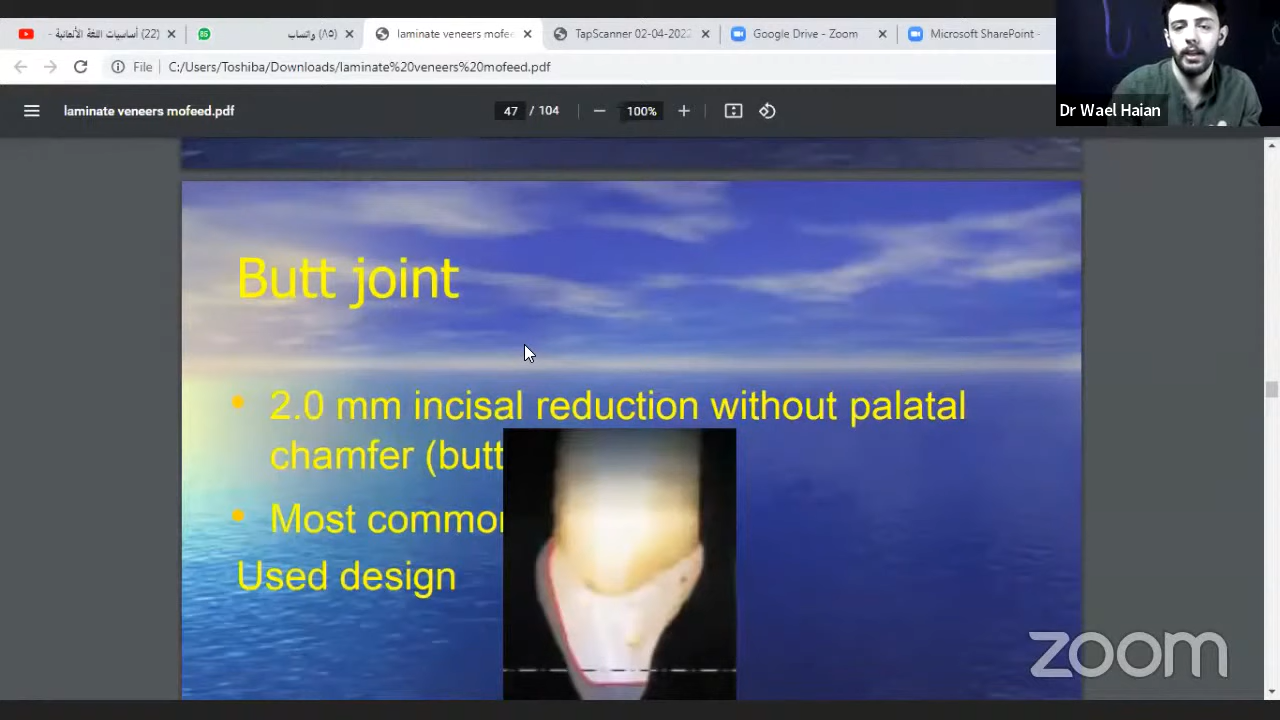 (22) أساسيات اللغة الألمانية -
(٨٥) واتساب
laminate veneers mofe
TapScanner 02-04-2022
Google Drive - Zoom
Microsoft SharePoint -
File C:/Users/Toshiba/Downloads/laminate%20veneers%20mofeed.pdf
laminate veneers mofeed.pdf
47 / 104
100%
Dr Wael Haian
Butt joint
• 2.0 mm incisal reduction without palatal
chamfer (butt
• Most common
Used design
zoom